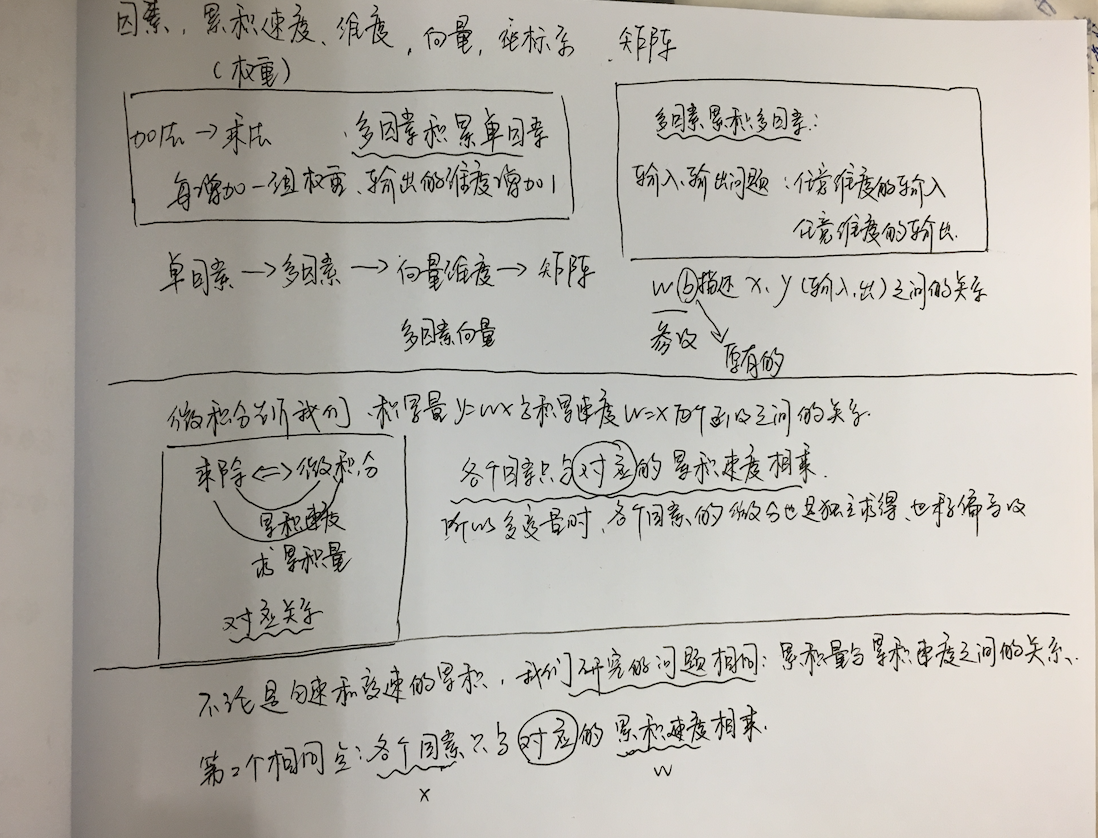 因素，累积速度、维度，向量，坐标系、矩阵
（权重）
加法→乘法 、多因素积累单因素
每增加一组权重、输出的维度增加1
多因素累积多因素：
输入、输出问题：任意维度的输入
任意维度的输出.
单因素→多因素→向量维度→矩阵
多因素向量
w b 描述 x、y（输入、出）之间的关系
参数
原有的
微积分告诉我们、积累量 y=wx 与积累速度 w=x 两个函数之间的关系.
乘除⇔微积分
累积速度
求累积量
对应关系
各个因素只与对应的累积速度相乘.
所以多变量时、各个因素的微分也是独立求得、也称偏导数
不论是匀速和变速的累积，我们研究的问题相同：累积量与累积速度之间的关系、
第2个相同点：各个因素只与对应的累积速度相乘.
x w